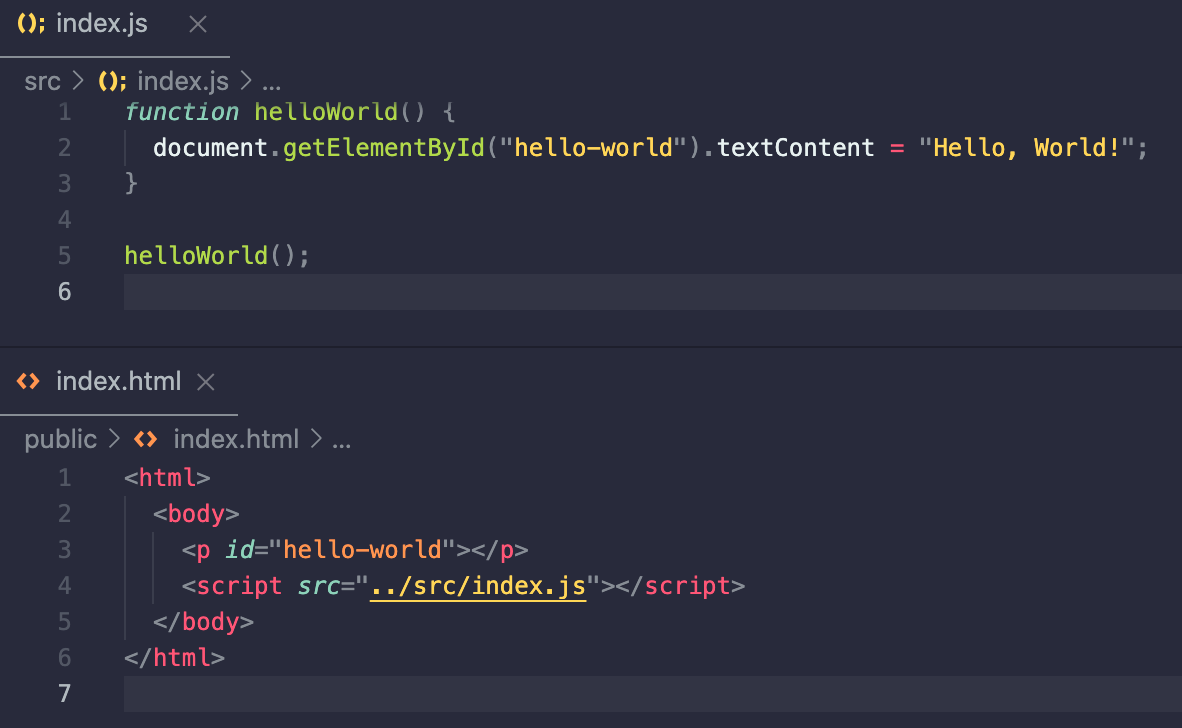 index.js
src > index.js > ...
1 function helloWorld() {
2   document.getElementById("hello-world").textContent = "Hello, World!";
3 }
4
5 helloWorld();
6
index.html
public > index.html > ...
1 <html>
2   <body>
3     <p id="hello-world"></p>
4     <script src="../src/index.js"></script>
5   </body>
6 </html>
7